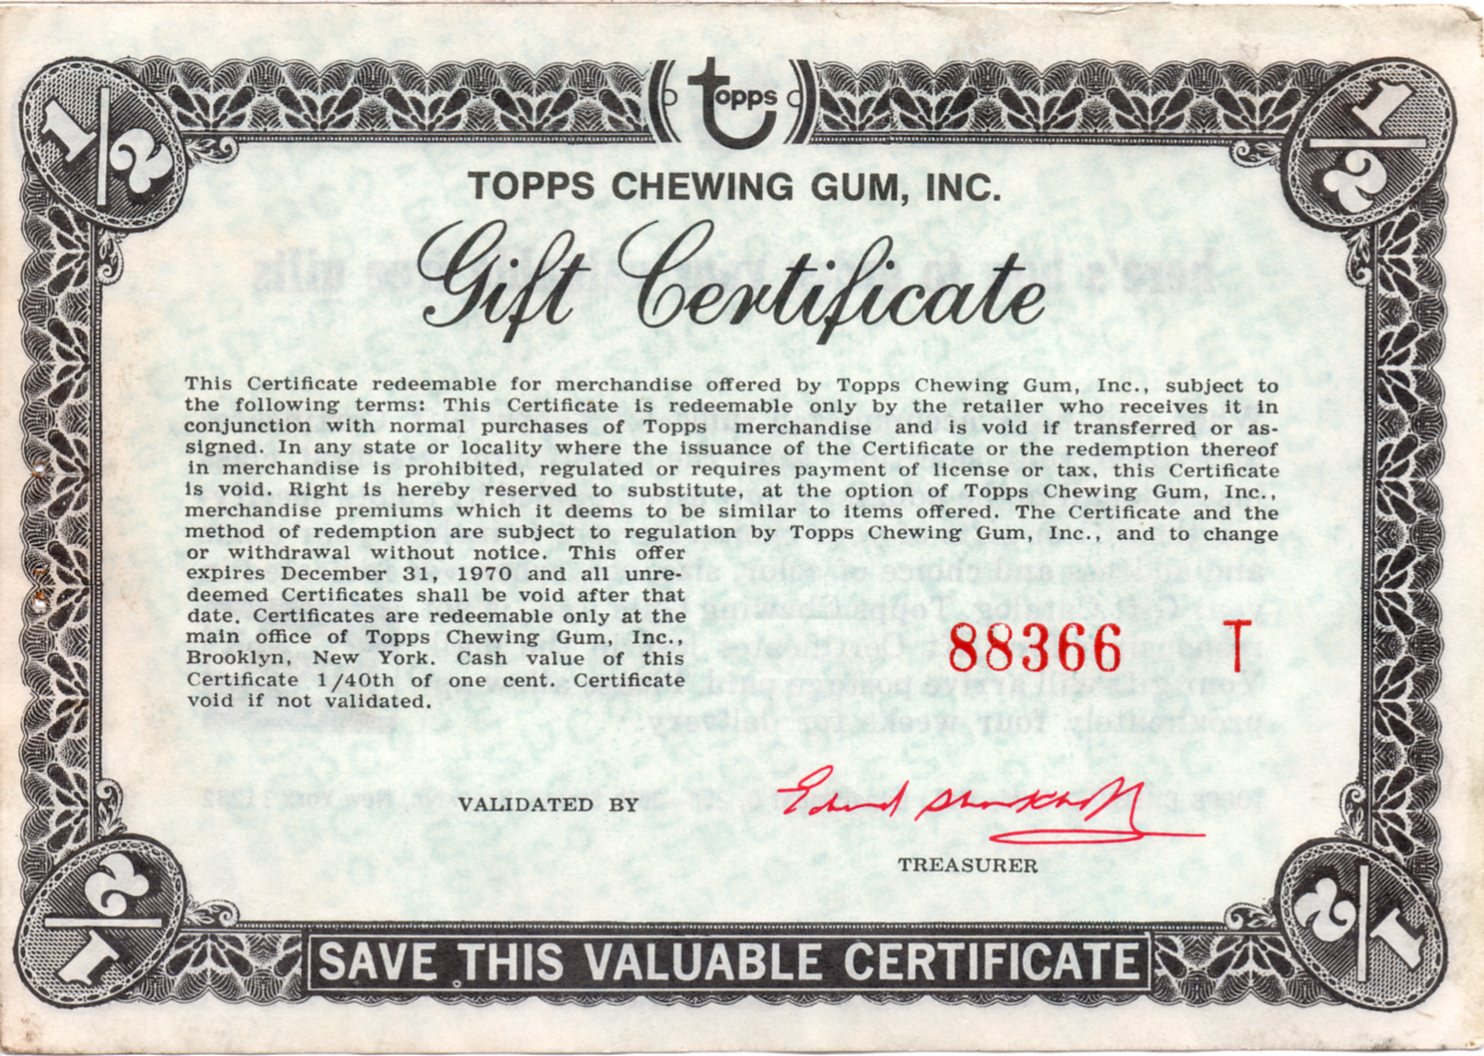 1/2
topps
1/2
TOPPS CHEWING GUM, INC.
Gift Certificate
This Certificate redeemable for merchandise offered by Topps Chewing Gum, Inc., subject to
the following terms: This Certificate is redeemable only by the retailer who receives it in
conjunction with normal purchases of Topps merchandise and is void if transferred or as-
signed. In any state or locality where the issuance of the Certificate or the redemption thereof
in merchandise is prohibited, regulated or requires payment of license or tax, this Certificate
is void. Right is hereby reserved to substitute, at the option of Topps Chewing Gum, Inc.,
merchandise premiums which it deems to be similar to items offered. The Certificate and the
method of redemption are subject to regulation by Topps Chewing Gum, Inc., and to change
or withdrawal without notice. This offer
expires December 31, 1970 and all unre-
deemed Certificates shall be void after that
date. Certificates are redeemable only at the
main office of Topps Chewing Gum, Inc.,
Brooklyn, New York. Cash value of this
Certificate 1/40th of one cent. Certificate
void if not validated.
88366 T
VALIDATED BY
TREASURER
1/2
SAVE THIS VALUABLE CERTIFICATE
1/2